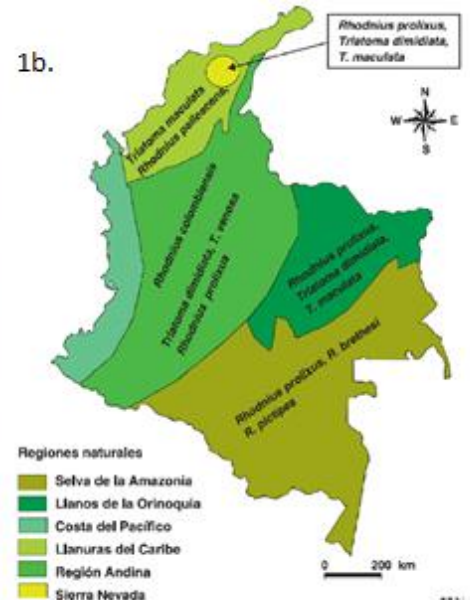 1b.
Rhodnius prolixus,
Triatoma dimidiata,
T. maculata
N
W E
S
Triatoma maculata
Rhodnius pallescens,
Rhodnius colombiensis
Triatoma dimidiata, T. venosa
Rhodnius prolixus
Rhodnius prolixus,
Triatoma dimidiata,
T. maculata
Rhodnius prolixus, R. brethesi
R. pictipes
Regiones naturales
Selva de la Amazonia
Llanos de la Orinoquia
Costa del Pacífico
Llanuras del Caribe
Región Andina
Sierra Nevada
0 200 km